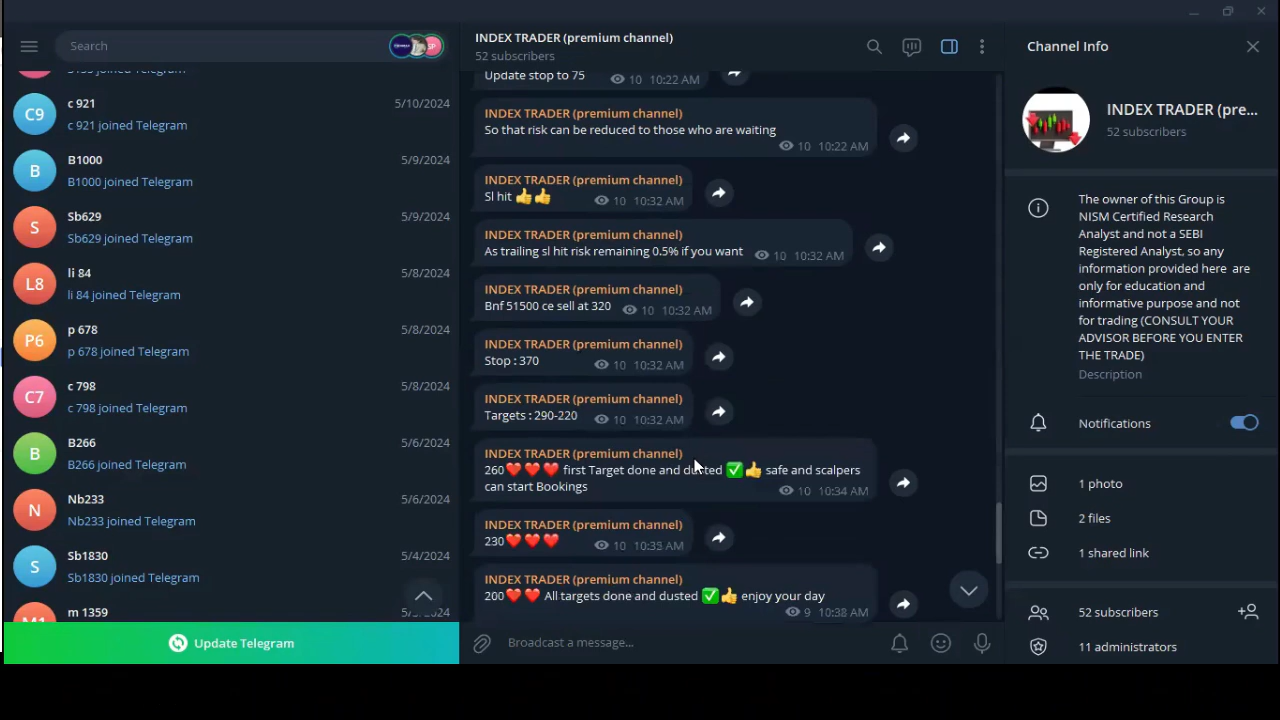 Search
SP
5155 joined Telegram
C9
c 921
5/10/2024
c 921 joined Telegram
B
B1000
5/9/2024
B1000 joined Telegram
S
Sb629
5/9/2024
Sb629 joined Telegram
L8
li 84
5/8/2024
li 84 joined Telegram
P6
p 678
5/8/2024
p 678 joined Telegram
C7
c 798
5/8/2024
c 798 joined Telegram
B
B266
5/6/2024
B266 joined Telegram
N
Nb233
5/6/2024
Nb233 joined Telegram
S
Sb1830
5/4/2024
Sb1830 joined Telegram
M1
m 1359
Update Telegram
INDEX TRADER (premium channel)
52 subscribers
Update stop to 75
10 10:22 AM
INDEX TRADER (premium channel)
So that risk can be reduced to those who are waiting
10 10:22 AM
INDEX TRADER (premium channel)
Sl hit 👍👍 10 10:32 AM
INDEX TRADER (premium channel)
As trailing sl hit risk remaining 0.5% if you want 10 10:32 AM
INDEX TRADER (premium channel)
Bnf 51500 ce sell at 320 10 10:32 AM
INDEX TRADER (premium channel)
Stop : 370 10 10:32 AM
INDEX TRADER (premium channel)
Targets : 290-220 10 10:32 AM
INDEX TRADER (premium channel)
260❤️❤️❤️ first Target done and dusted ✅👍 safe and scalpers
can start Bookings 10 10:34 AM
INDEX TRADER (premium channel)
230❤️❤️❤️ 10 10:35 AM
INDEX TRADER (premium channel)
200❤️❤️ All targets done and dusted ✅👍 enjoy your day
9 10:38 AM
Broadcast a message...
Channel Info
INDEX TRADER (pre...
52 subscribers
The owner of this Group is
NISM Certified Research
Analyst and not a SEBI
Registered Analyst, so any
information provided here are
only for education and
informative purpose and not
for trading (CONSULT YOUR
ADVISOR BEFORE YOU ENTER
THE TRADE)
Description
Notifications
1 photo
2 files
1 shared link
52 subscribers
11 administrators